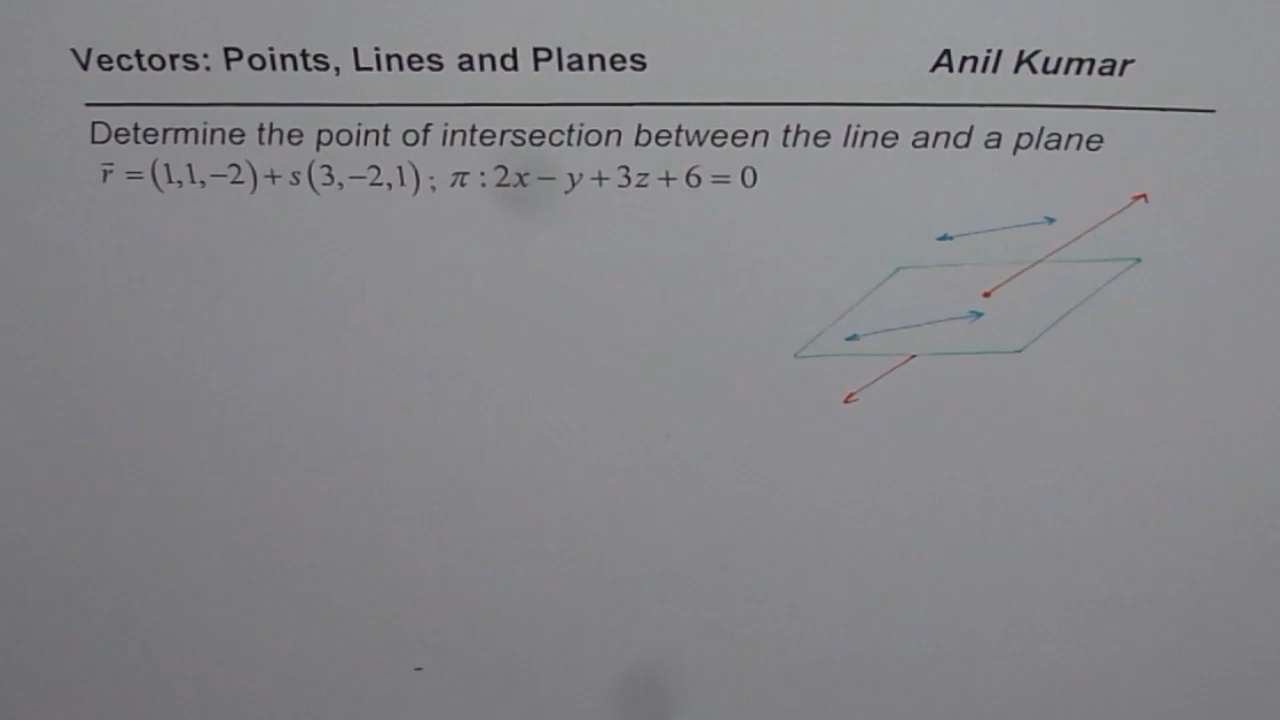 Vectors: Points, Lines and Planes Anil Kumar
Determine the point of intersection between the line and a plane
r̄ = (1,1,−2) + s(3,−2,1) ; π : 2x − y + 3z + 6 = 0